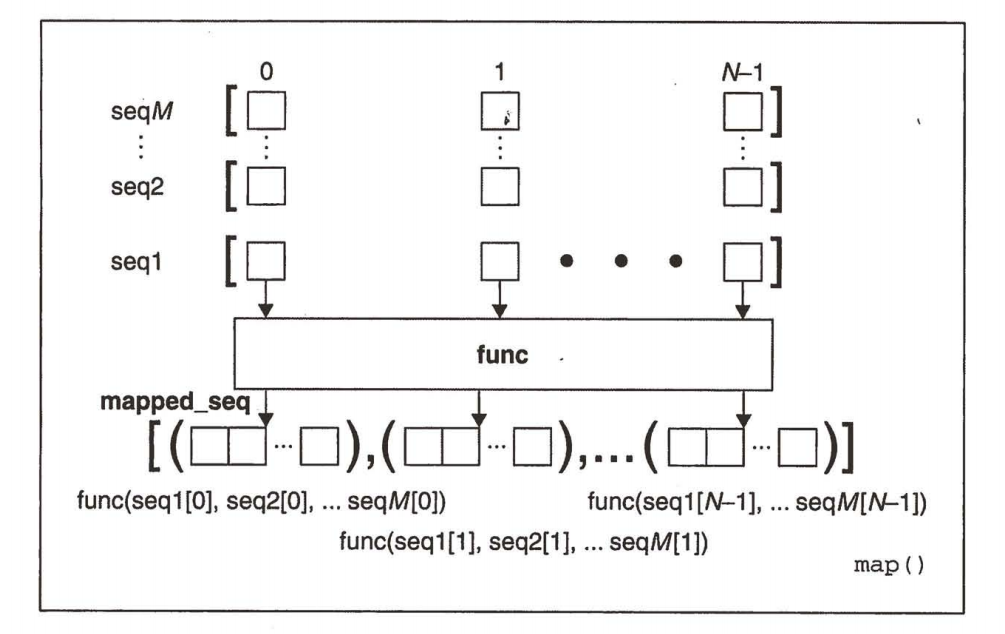 0 1 N–1
seqM
⋮ ⋮ ⋮ ⋮
seq2
seq1 • • •
func
mapped_seq
[( ... ),( ... ),...( ... )]
func(seq1[0], seq2[0], ... seqM[0]) func(seq1[N–1], ... seqM[N–1])
func(seq1[1], seq2[1], ... seqM[1])
map()